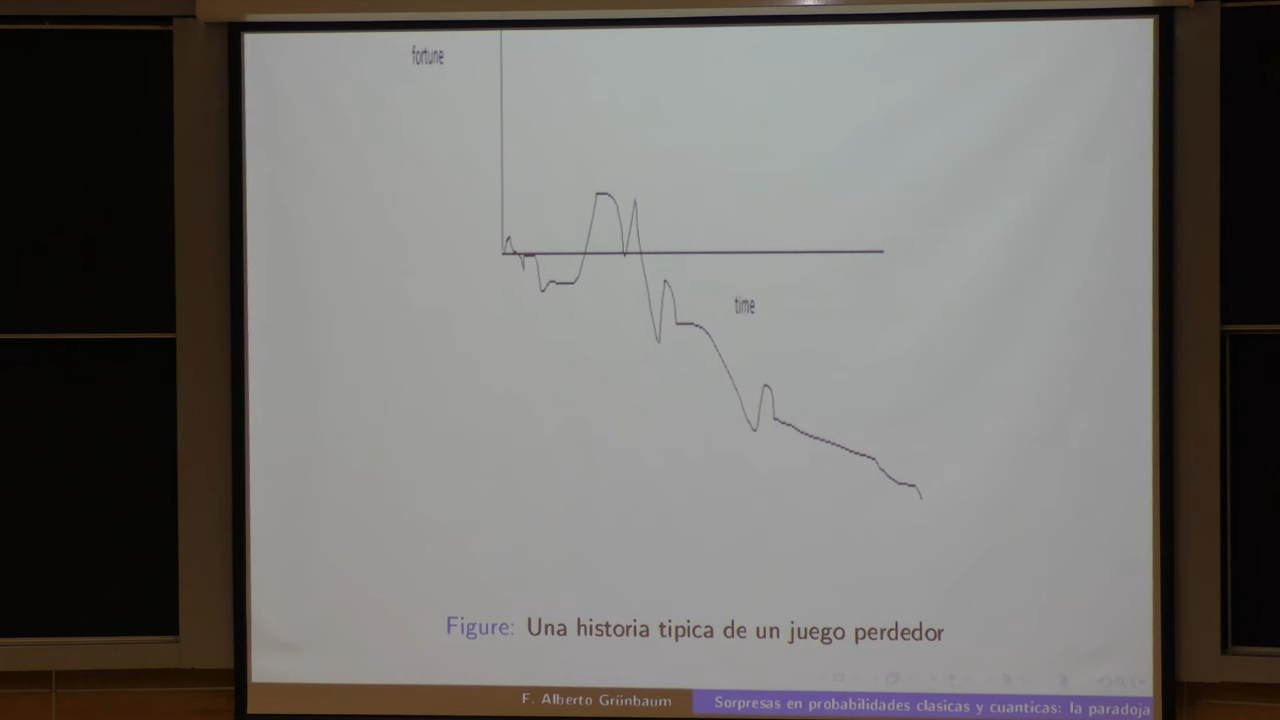 fortune
time
Figure: Una historia tipica de un juego perdedor
F. Alberto Grünbaum
Sorpresas en probabilidades clasicas y cuanticas: la paradoja